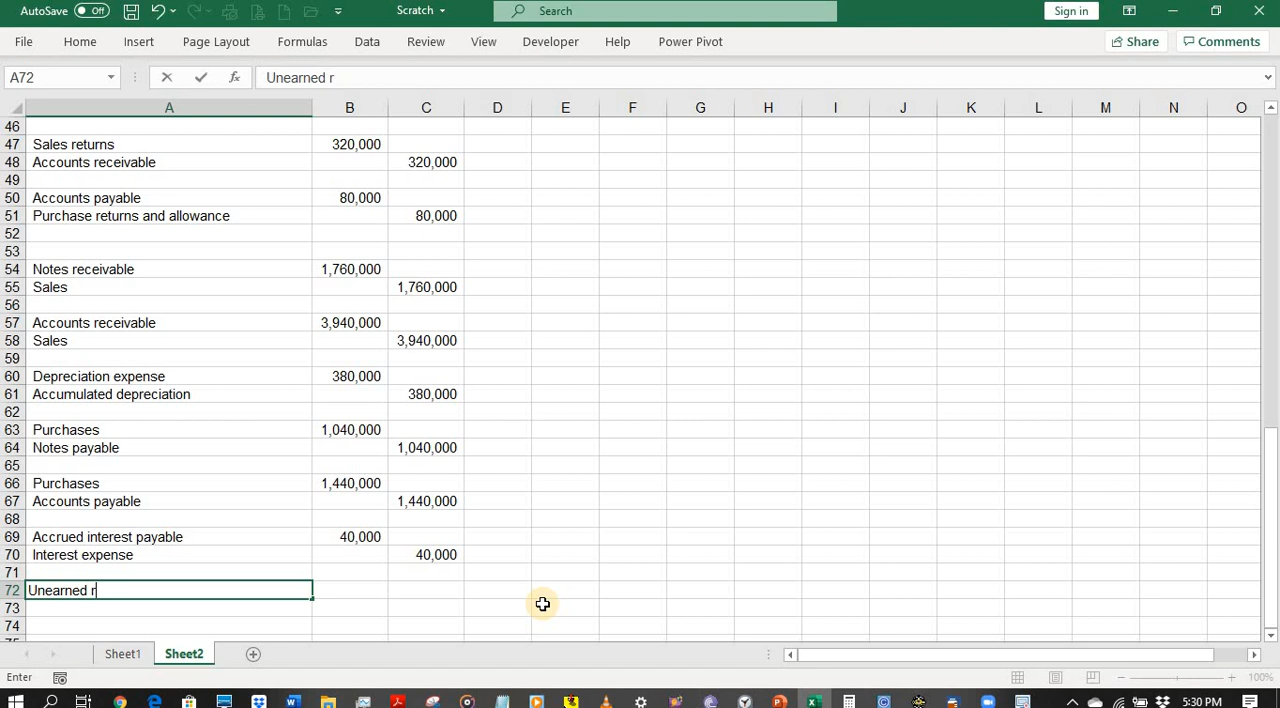 AutoSave Off Scratch Search Sign in
File Home Insert Page Layout Formulas Data Review View Developer Help Power Pivot Share Comments
A72 fx Unearned r
A B C D E F G H I J K L M N O
46
47 Sales returns 320,000
48 Accounts receivable 320,000
49
50 Accounts payable 80,000
51 Purchase returns and allowance 80,000
52
53
54 Notes receivable 1,760,000
55 Sales 1,760,000
56
57 Accounts receivable 3,940,000
58 Sales 3,940,000
59
60 Depreciation expense 380,000
61 Accumulated depreciation 380,000
62
63 Purchases 1,040,000
64 Notes payable 1,040,000
65
66 Purchases 1,440,000
67 Accounts payable 1,440,000
68
69 Accrued interest payable 40,000
70 Interest expense 40,000
71
72 Unearned r
73
74
75
Sheet1 Sheet2
Enter 100%
5:30 PM